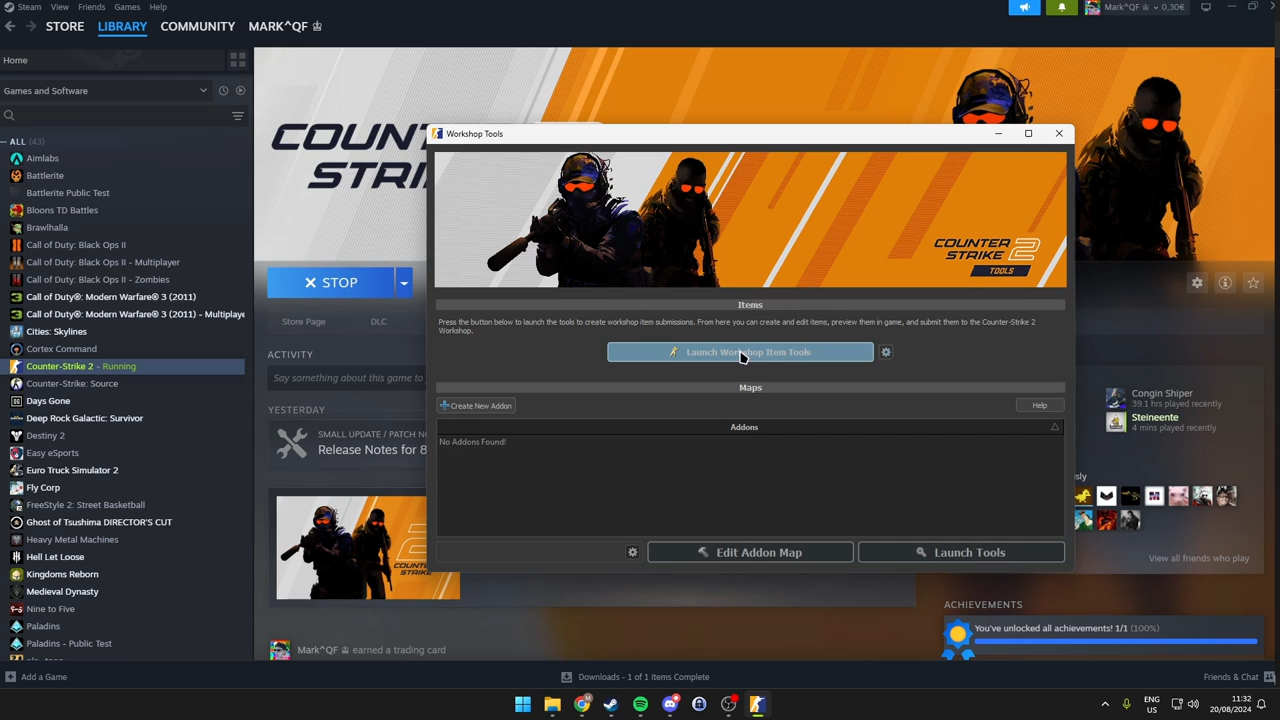 Steam View Friends Games Help
MARK^QF 0,30€
STORE LIBRARY COMMUNITY MARK^QF
Home
Games and Software
ALL (43)
Aimlabs
Battlerite
Battlerite Public Test
Bloons TD Battles
Brawlhalla
Call of Duty: Black Ops II
Call of Duty: Black Ops II - Multiplayer
Call of Duty: Black Ops II - Zombies
Call of Duty®: Modern Warfare® 3 (2011)
Call of Duty®: Modern Warfare® 3 (2011) - Multiplaye
Cities: Skylines
Cortex Command
Counter-Strike 2 - Running
Counter-Strike: Source
Days Gone
Deep Rock Galactic: Survivor
Destiny 2
Easy eSports
Euro Truck Simulator 2
Fly Corp
FreeStyle 2: Street Basketball
Ghost of Tsushima DIRECTOR'S CUT
Heavy Metal Machines
Hell Let Loose
Kingdoms Reborn
Medieval Dynasty
Nine to Five
Paladins
Paladins - Public Test
Add a Game
COUNT
STRI
STOP
Store Page DLC
ACTIVITY
Say something about this game to
YESTERDAY
SMALL UPDATE / PATCH N
Release Notes for 8
Mark^QF earned a trading card
Workshop Tools
COUNTER
STRIKE 2
TOOLS
Items
Press the button below to launch the tools to create workshop item submissions. From here you can create and edit items, preview them in game, and submit them to the Counter-Strike 2
Workshop.
Launch Workshop Item Tools
Maps
Create New Addon
Help
Addons
No Addons Found!
Edit Addon Map
Launch Tools
Congin Shiper
39.1 hrs played recently
Steineente
4 mins played recently
sly
View all friends who play
ACHIEVEMENTS
You've unlocked all achievements! 1/1 (100%)
Downloads - 1 of 1 Items Complete
Friends & Chat
ENG
US
11:32
20/08/2024